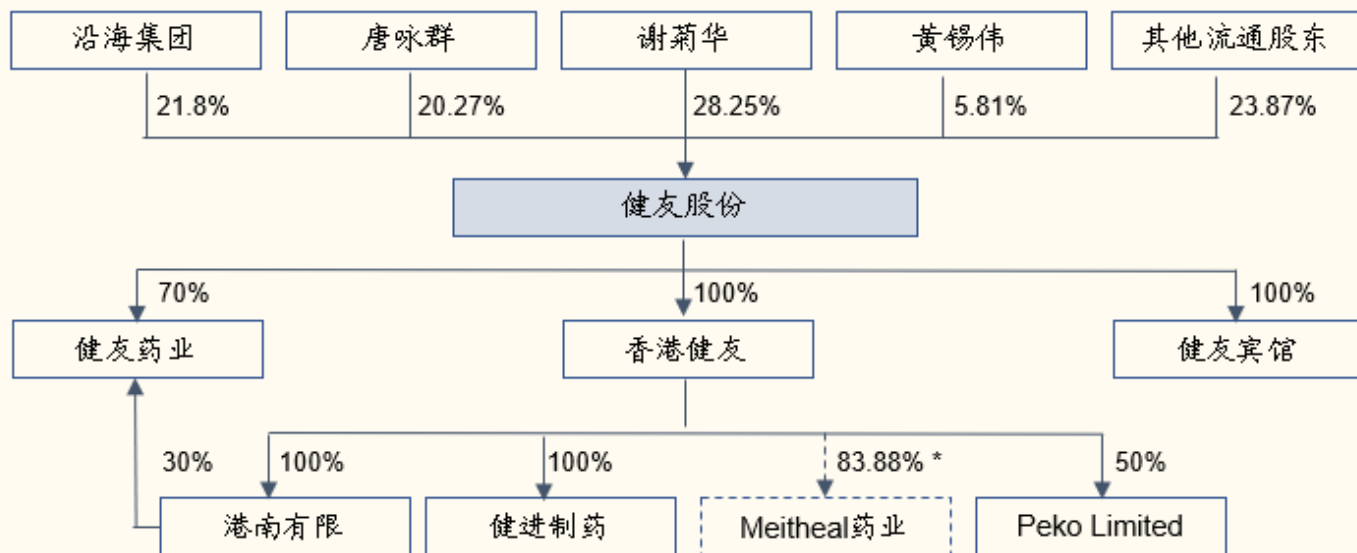 沿海集团
唐咏群
谢菊华
黄锡伟
其他流通股东
21.8%
20.27%
28.25%
5.81%
23.87%
健友股份
70%
100%
100%
健友药业
香港健友
健友宾馆
30%
100%
100%
83.88% *
50%
港南有限
健进制药
Meitheal药业
Peko Limited